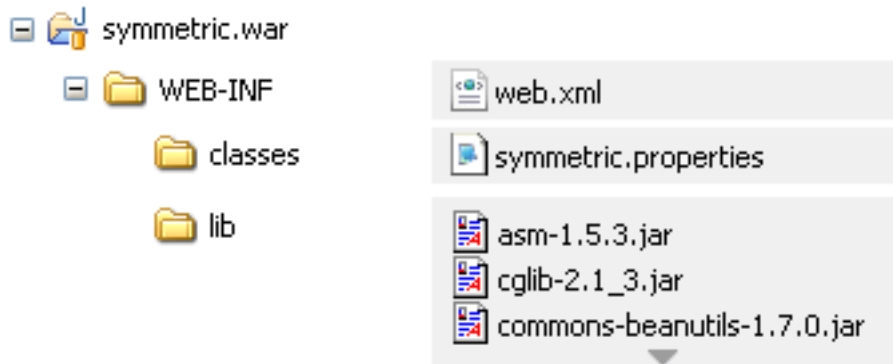 symmetric.war
WEB-INF web.xml
classes symmetric.properties
lib
asm-1.5.3.jar
cglib-2.1_3.jar
commons-beanutils-1.7.0.jar